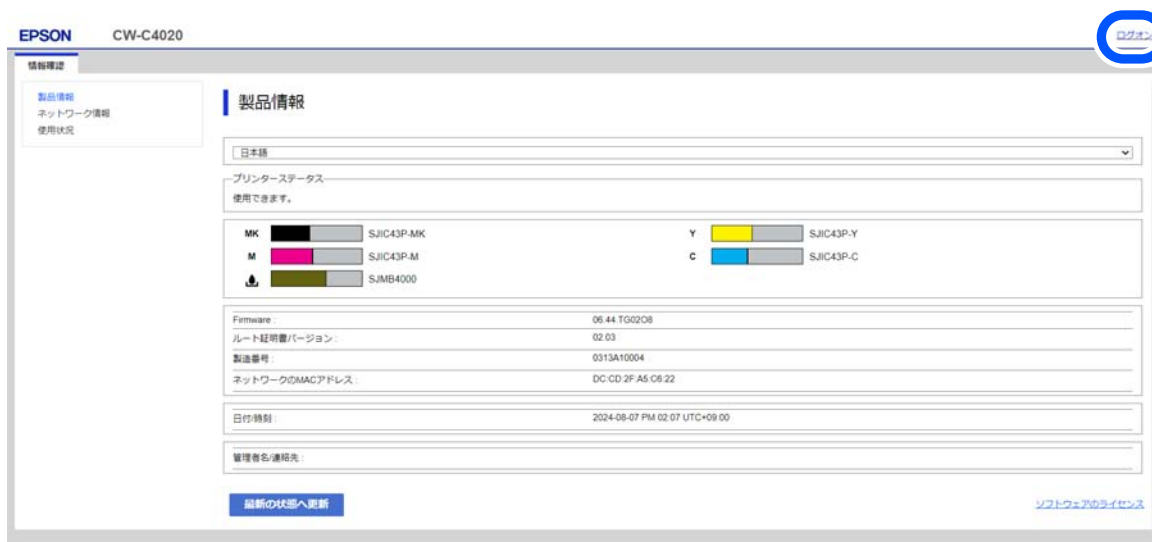 EPSON CW-C4020
ログオン
情報確認
製品情報
ネットワーク情報
使用状況
製品情報
日本語
プリンターステータス
使用できます。
MK SJIC43P-MK Y SJIC43P-Y
M SJIC43P-M C SJIC43P-C
SJMB4000
Firmware : 06.44.TG02O8
ルート証明書バージョン : 02.03
製造番号 : 0313A10004
ネットワークのMACアドレス : DC:CD:2F:A5:C6:22
日付/時刻 : 2024-08-07 PM 02:07 UTC+09:00
管理者名/連絡先 :
最新の状態へ更新
ソフトウェアのライセンス